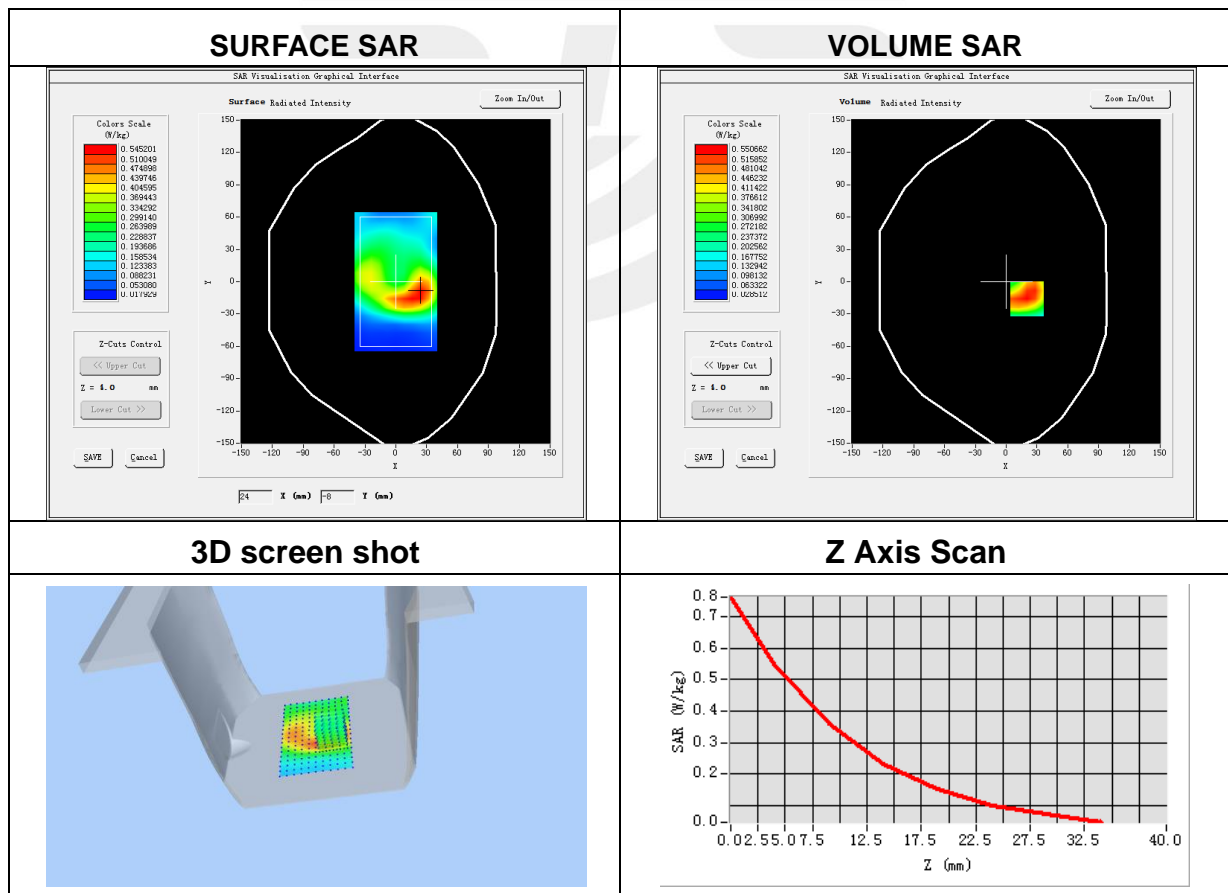 SURFACE SAR
SAR Visualisation Graphical Interface
Surface Radiated Intensity
Zoom In/Out
Colors Scale
(W/kg)
0.545201
0.510049
0.474898
0.439746
0.404595
0.369443
0.334292
0.299140
0.263989
0.228837
0.193686
0.158534
0.123383
0.088231
0.053080
0.017929
Z-Cuts Control
<< Upper Cut
Z = 4.0 mm
Lower Cut >>
SAVE
Cancel
150
120
90
60
30
0
-30
-60
-90
-120
-150
Y
-150 -120 -90 -60 -30 0 30 60 90 120 150
X
24 X (mm) -8 Y (mm)
VOLUME SAR
SAR Visualisation Graphical Interface
Volume Radiated Intensity
Zoom In/Out
Colors Scale
(W/kg)
0.550662
0.515852
0.481042
0.446232
0.411422
0.376612
0.341802
0.306992
0.272182
0.237372
0.202562
0.167752
0.132942
0.098132
0.063322
0.028512
Z-Cuts Control
<< Upper Cut
Z = 4.0 mm
Lower Cut >>
SAVE
Cancel
150
120
90
60
30
0
-30
-60
-90
-120
-150
Y
-150 -120 -90 -60 -30 0 30 60 90 120 150
X
3D screen shot
Z Axis Scan
0.8
0.7
0.6
0.5
0.4
0.3
0.2
0.0
SAR (W/kg)
0.0 2.5 5.0 7.5 12.5 17.5 22.5 27.5 32.5 40.0
Z (mm)